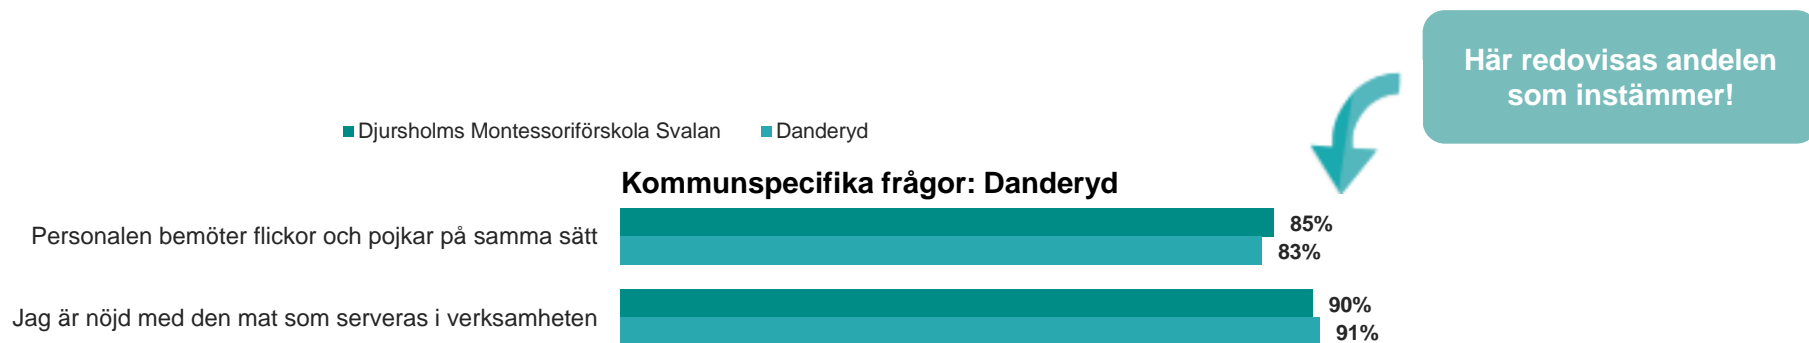 Här redovisas andelen
som instämmer!
Djursholms Montessoriförskola Svalan
Danderyd
Kommunspecifika frågor: Danderyd
Personalen bemöter flickor och pojkar på samma sätt
85%
83%
Jag är nöjd med den mat som serveras i verksamheten
90%
91%